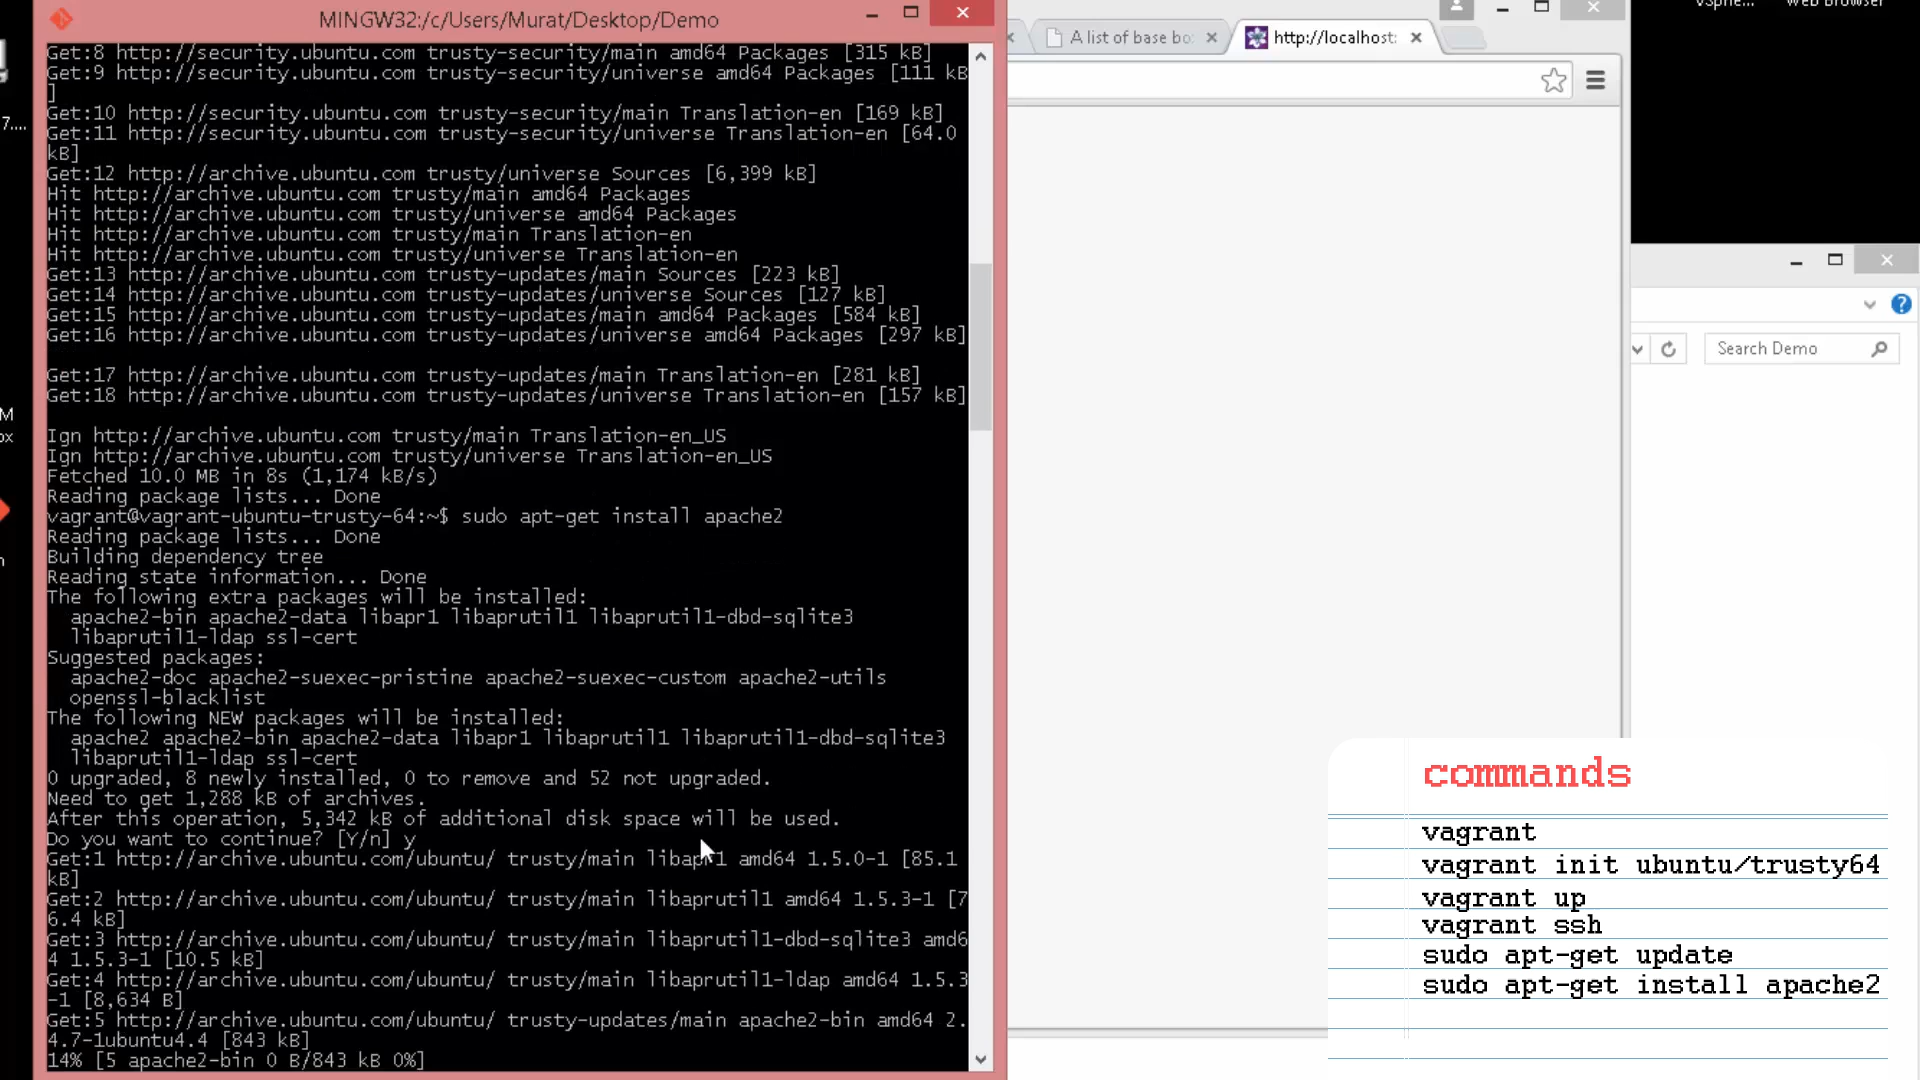 MINGW32:/c/Users/Murat/Desktop/Demo
Get:8 http://security.ubuntu.com trusty-security/main amd64 Packages [315 kB]
Get:9 http://security.ubuntu.com trusty-security/universe amd64 Packages [111 kB
]
Get:10 http://security.ubuntu.com trusty-security/main Translation-en [169 kB]
Get:11 http://security.ubuntu.com trusty-security/universe Translation-en [64.0
kB]
Get:12 http://archive.ubuntu.com trusty/universe Sources [6,399 kB]
Hit http://archive.ubuntu.com trusty/main amd64 Packages
Hit http://archive.ubuntu.com trusty/universe amd64 Packages
Hit http://archive.ubuntu.com trusty/main Translation-en
Hit http://archive.ubuntu.com trusty/universe Translation-en
Get:13 http://archive.ubuntu.com trusty-updates/main Sources [223 kB]
Get:14 http://archive.ubuntu.com trusty-updates/universe Sources [127 kB]
Get:15 http://archive.ubuntu.com trusty-updates/main amd64 Packages [584 kB]
Get:16 http://archive.ubuntu.com trusty-updates/universe amd64 Packages [297 kB]
Get:17 http://archive.ubuntu.com trusty-updates/main Translation-en [281 kB]
Get:18 http://archive.ubuntu.com trusty-updates/universe Translation-en [157 kB]
Ign http://archive.ubuntu.com trusty/main Translation-en_US
Ign http://archive.ubuntu.com trusty/universe Translation-en_US
Fetched 10.0 MB in 8s (1,174 kB/s)
Reading package lists... Done
vagrant@vagrant-ubuntu-trusty-64:~$ sudo apt-get install apache2
Reading package lists... Done
Building dependency tree
Reading state information... Done
The following extra packages will be installed:
apache2-bin apache2-data libapr1 libaprutil1 libaprutil1-dbd-sqlite3
libaprutil1-ldap ssl-cert
Suggested packages:
apache2-doc apache2-suexec-pristine apache2-suexec-custom apache2-utils
openssl-blacklist
The following NEW packages will be installed:
apache2 apache2-bin apache2-data libapr1 libaprutil1 libaprutil1-dbd-sqlite3
libaprutil1-ldap ssl-cert
0 upgraded, 8 newly installed, 0 to remove and 52 not upgraded.
Need to get 1,288 kB of archives.
After this operation, 5,342 kB of additional disk space will be used.
Do you want to continue? [Y/n] y
Get:1 http://archive.ubuntu.com/ubuntu/ trusty/main libapr1 amd64 1.5.0-1 [85.1
kB]
Get:2 http://archive.ubuntu.com/ubuntu/ trusty/main libaprutil1 amd64 1.5.3-1 [7
6.4 kB]
Get:3 http://archive.ubuntu.com/ubuntu/ trusty/main libaprutil1-dbd-sqlite3 amd6
4 1.5.3-1 [10.5 kB]
Get:4 http://archive.ubuntu.com/ubuntu/ trusty/main libaprutil1-ldap amd64 1.5.3
-1 [8,634 B]
Get:5 http://archive.ubuntu.com/ubuntu/ trusty-updates/main apache2-bin amd64 2.
4.7-1ubuntu4.4 [843 kB]
14% [5 apache2-bin 0 B/843 kB 0%]
A list of base bo
http://localhost:
Web Browser
Search Demo
7....
M
ox
n
commands
vagrant
vagrant init ubuntu/trusty64
vagrant up
vagrant ssh
sudo apt-get update
sudo apt-get install apache2